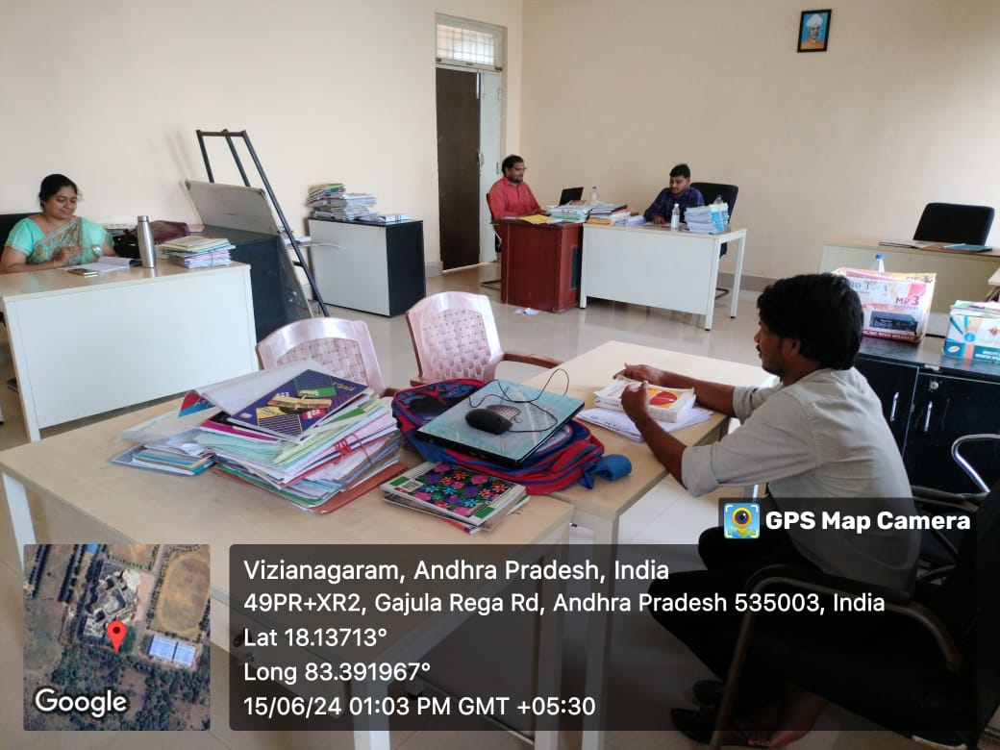 MP3
GPS Map Camera
Vizianagaram, Andhra Pradesh, India
49PR+XR2, Gajula Rega Rd, Andhra Pradesh 535003, India
Lat 18.13713°
Long 83.391967°
15/06/24 01:03 PM GMT +05:30
Google